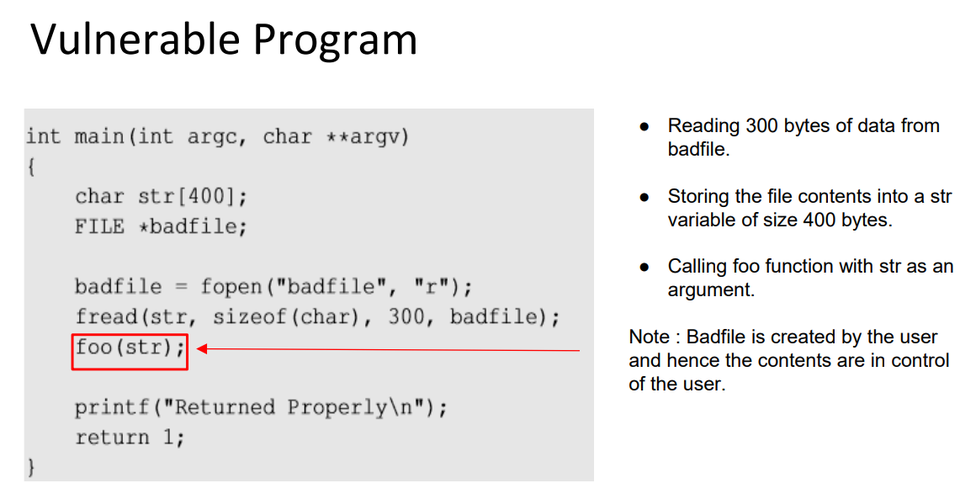 Vulnerable Program
int main(int argc, char **argv)
{
    char str[400];
    FILE *badfile;

    badfile = fopen("badfile", "r");
    fread(str, sizeof(char), 300, badfile);
    foo(str);

    printf("Returned Properly\n");
    return 1;
}
● Reading 300 bytes of data from
badfile.
● Storing the file contents into a str
variable of size 400 bytes.
● Calling foo function with str as an
argument.
Note : Badfile is created by the user
and hence the contents are in control
of the user.